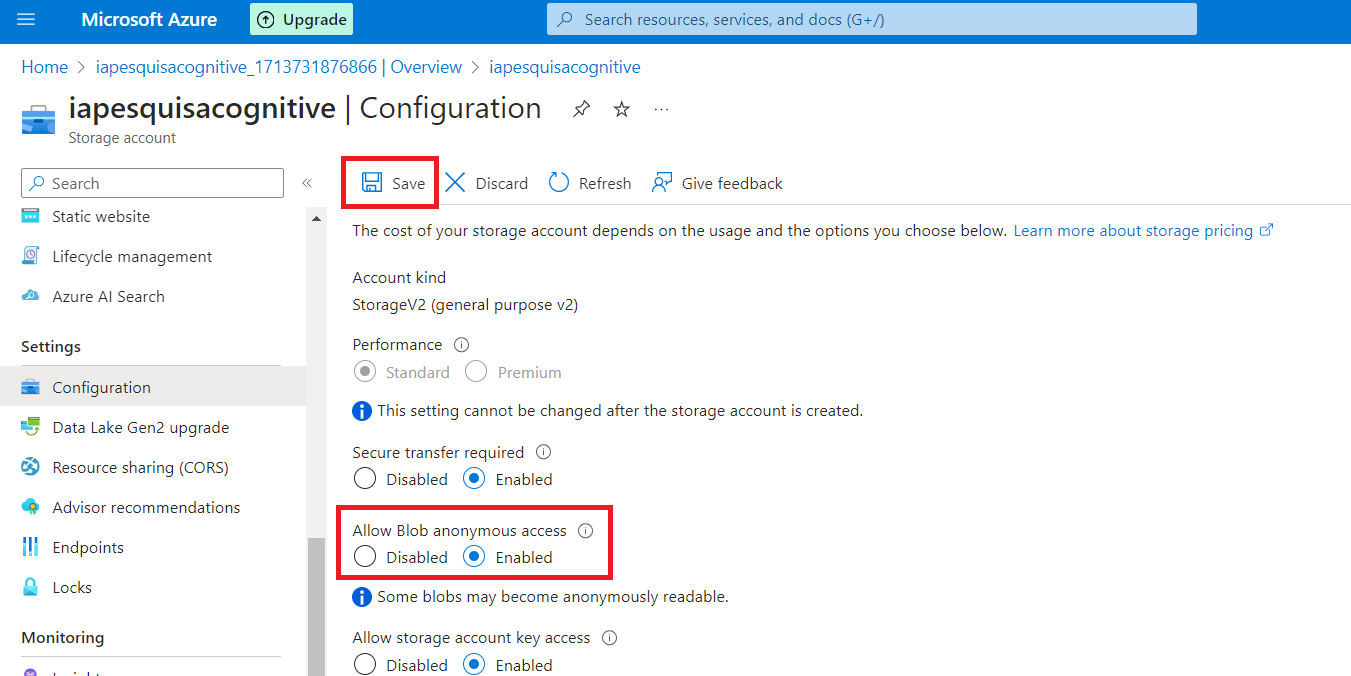 Microsoft Azure
Upgrade
Search resources, services, and docs (G+/)
Home > iapesquisacognitive_1713731876866 | Overview > iapesquisacognitive
iapesquisacognitive | Configuration
Storage account
Search
Static website
Lifecycle management
Azure AI Search
Settings
Configuration
Data Lake Gen2 upgrade
Resource sharing (CORS)
Advisor recommendations
Endpoints
Locks
Monitoring
Save
Discard
Refresh
Give feedback
The cost of your storage account depends on the usage and the options you choose below. Learn more about storage pricing
Account kind
StorageV2 (general purpose v2)
Performance
Standard Premium
This setting cannot be changed after the storage account is created.
Secure transfer required
Disabled Enabled
Allow Blob anonymous access
Disabled Enabled
Some blobs may become anonymously readable.
Allow storage account key access
Disabled Enabled